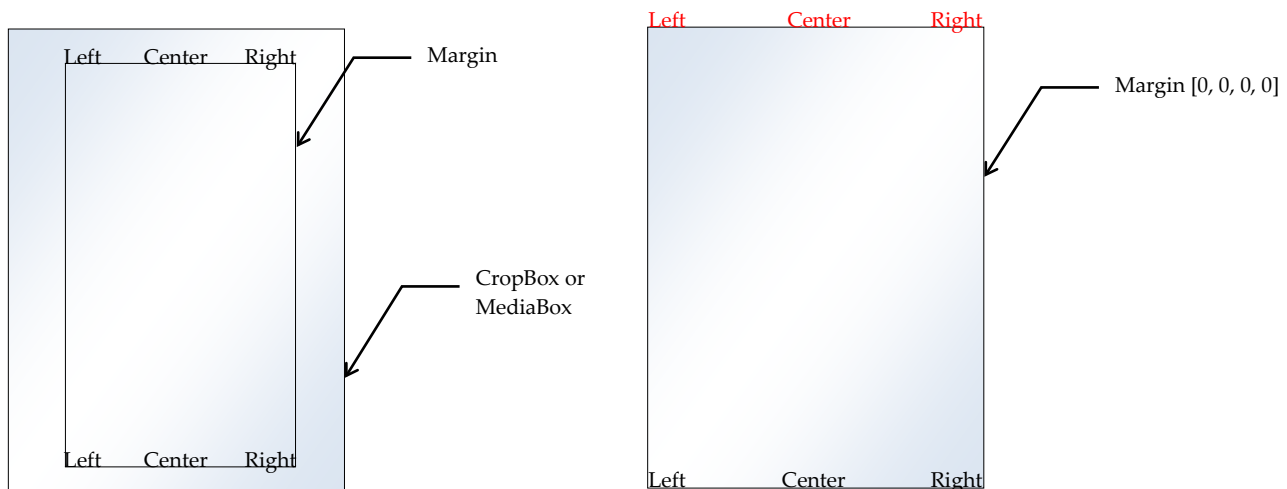 Left Center Right
Margin
CropBox or
MediaBox
Left Center Right
Left Center Right
Margin [0, 0, 0, 0]
Left Center Right